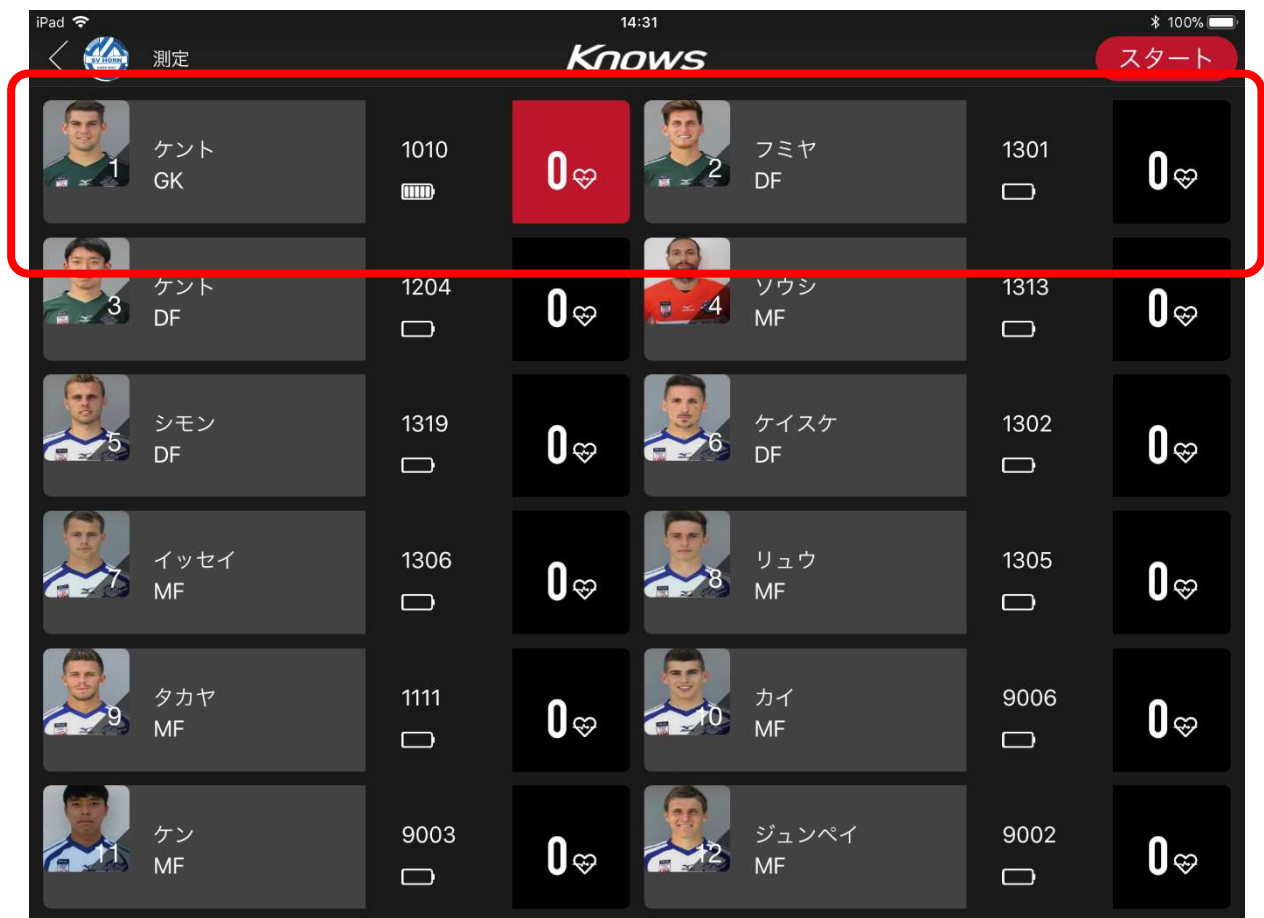 iPad 14:31 100%
SV HORN 測定 Knows スタート
1 ケント 1010 0 2 フミヤ 1301 0
GK DF
3 ケント 1204 0 4 ソウシ 1313 0
DF MF
5 シモン 1319 0 6 ケイスケ 1302 0
DF DF
7 イッセイ 1306 0 8 リュウ 1305 0
MF MF
9 タカヤ 1111 0 10 カイ 9006 0
MF MF
11 ケン 9003 0 12 ジュンペイ 9002 0
MF MF